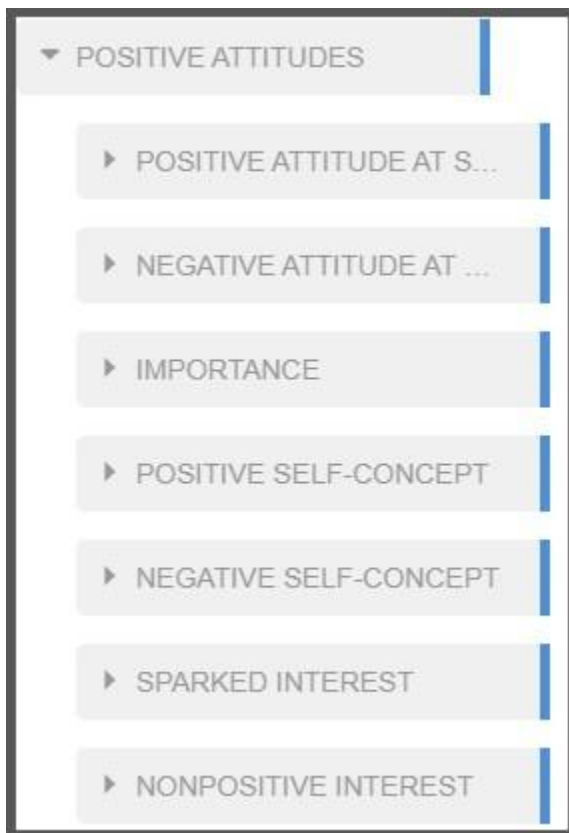 POSITIVE ATTITUDES
POSITIVE ATTITUDE AT S...
NEGATIVE ATTITUDE AT ...
IMPORTANCE
POSITIVE SELF-CONCEPT
NEGATIVE SELF-CONCEPT
SPARKED INTEREST
NONPOSITIVE INTEREST